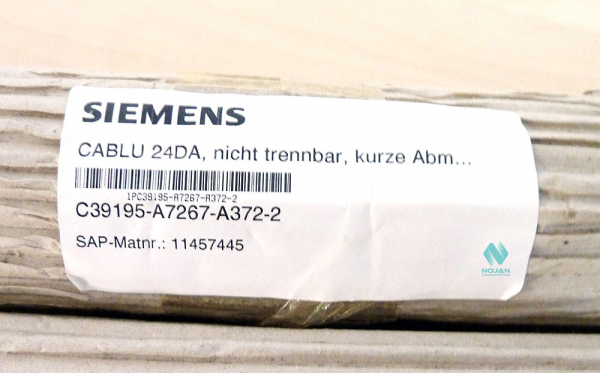 SIEMENS
CABLU 24DA, nicht trennbar, kurze Abm...
1PC39195-A7267-A372-2
C39195-A7267-A372-2
SAP-Matnr.: 11457445
NOJAN